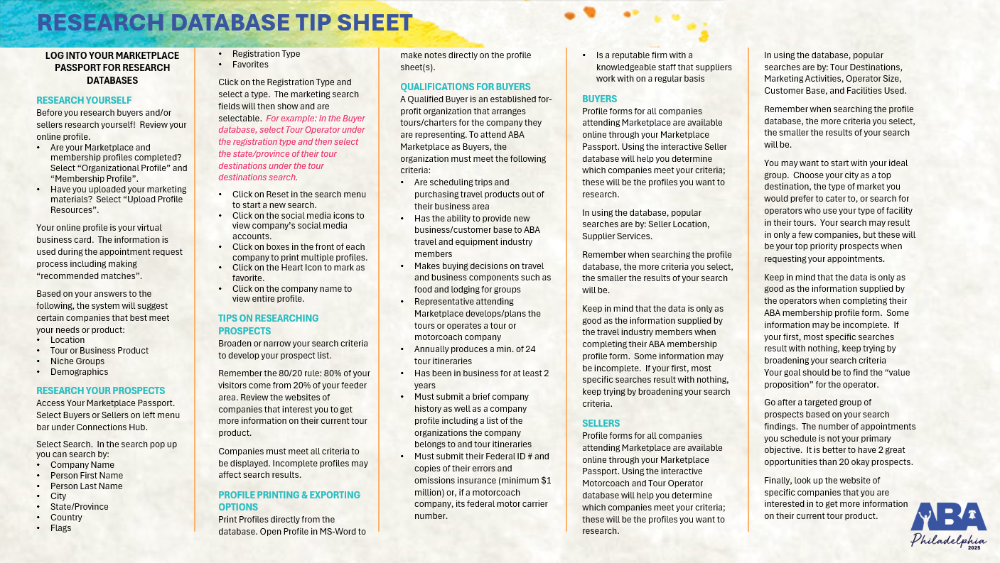 RESEARCH DATABASE TIP SHEET
LOG INTO YOUR MARKETPLACE
PASSPORT FOR RESEARCH
DATABASES
RESEARCH YOURSELF
Before you research buyers and/or
sellers research yourself!  Review your
online profile.
• Are your Marketplace and
membership profiles completed?
Select “Organizational Profile” and
“Membership Profile”.
• Have you uploaded your marketing
materials?  Select “Upload Profile
Resources”.
Your online profile is your virtual
business card.  The information is
used during the appointment request
process including making
“recommended matches”.
Based on your answers to the
following, the system will suggest
certain companies that best meet
your needs or product:
• Location
• Tour or Business Product
• Niche Groups
• Demographics
RESEARCH YOUR PROSPECTS
Access Your Marketplace Passport.
Select Buyers or Sellers on left menu
bar under Connections Hub.
Select Search.  In the search pop up
you can search by:
• Company Name
• Person First Name
• Person Last Name
• City
• State/Province
• Country
• Flags
• Registration Type
• Favorites
Click on the Registration Type and
select a type.  The marketing search
fields will then show and are
selectable.  For example: In the Buyer
database, select Tour Operator under
the registration type and then select
the state/province of their tour
destinations under the tour
destinations search.
• Click on Reset in the search menu
to start a new search.
• Click on the social media icons to
view company’s social media
accounts.
• Click on boxes in the front of each
company to print multiple profiles.
• Click on the Heart Icon to mark as
favorite.
• Click on the company name to
view entire profile.
TIPS ON RESEARCHING
PROSPECTS
Broaden or narrow your search criteria
to develop your prospect list.
Remember the 80/20 rule: 80% of your
visitors come from 20% of your feeder
area. Review the websites of
companies that interest you to get
more information on their current tour
product.
Companies must meet all criteria to
be displayed. Incomplete profiles may
affect search results.
PROFILE PRINTING & EXPORTING
OPTIONS
Print Profiles directly from the
database. Open Profile in MS-Word to
make notes directly on the profile
sheet(s).
QUALIFICATIONS FOR BUYERS
A Qualified Buyer is an established for-
profit organization that arranges
tours/charters for the company they
are representing. To attend ABA
Marketplace as Buyers, the
organization must meet the following
criteria:
• Are scheduling trips and
purchasing travel products out of
their business area
• Has the ability to provide new
business/customer base to ABA
travel and equipment industry
members
• Makes buying decisions on travel
and business components such as
food and lodging for groups
• Representative attending
Marketplace develops/plans the
tours or operates a tour or
motorcoach company
• Annually produces a min. of 24
tour itineraries
• Has been in business for at least 2
years
• Must submit a brief company
history as well as a company
profile including a list of the
organizations the company
belongs to and tour itineraries
• Must submit their Federal ID # and
copies of their errors and
omissions insurance (minimum $1
million) or, if a motorcoach
company, its federal motor carrier
number.
• Is a reputable firm with a
knowledgeable staff that suppliers
work with on a regular basis
BUYERS
Profile forms for all companies
attending Marketplace are available
online through your Marketplace
Passport. Using the interactive Seller
database will help you determine
which companies meet your criteria;
these will be the profiles you want to
research.
In using the database, popular
searches are by: Seller Location,
Supplier Services.
Remember when searching the profile
database, the more criteria you select,
the smaller the results of your search
will be.
Keep in mind that the data is only as
good as the information supplied by
the travel industry members when
completing their ABA membership
profile form.  Some information may
be incomplete.  If your first, most
specific searches result with nothing,
keep trying by broadening your search
criteria.
SELLERS
Profile forms for all companies
attending Marketplace are available
online through your Marketplace
Passport. Using the interactive
Motorcoach and Tour Operator
database will help you determine
which companies meet your criteria;
these will be the profiles you want to
research.
In using the database, popular
searches are by: Tour Destinations,
Marketing Activities, Operator Size,
Customer Base, and Facilities Used.
Remember when searching the profile
database, the more criteria you select,
the smaller the results of your search
will be.
You may want to start with your ideal
group.  Choose your city as a top
destination, the type of market you
would prefer to cater to, or search for
operators who use your type of facility
in their tours.  Your search may result
in only a few companies, but these will
be your top priority prospects when
requesting your appointments.
Keep in mind that the data is only as
good as the information supplied by
the operators when completing their
ABA membership profile form.  Some
information may be incomplete.  If
your first, most specific searches
result with nothing, keep trying by
broadening your search criteria
Your goal should be to find the “value
proposition” for the operator.
Go after a targeted group of
prospects based on your search
findings.  The number of appointments
you schedule is not your primary
objective.  It is better to have 2 great
opportunities than 20 okay prospects.
Finally, look up the website of
specific companies that you are
interested in to get more information
on their current tour product.
ABA
Philadelphia
2025